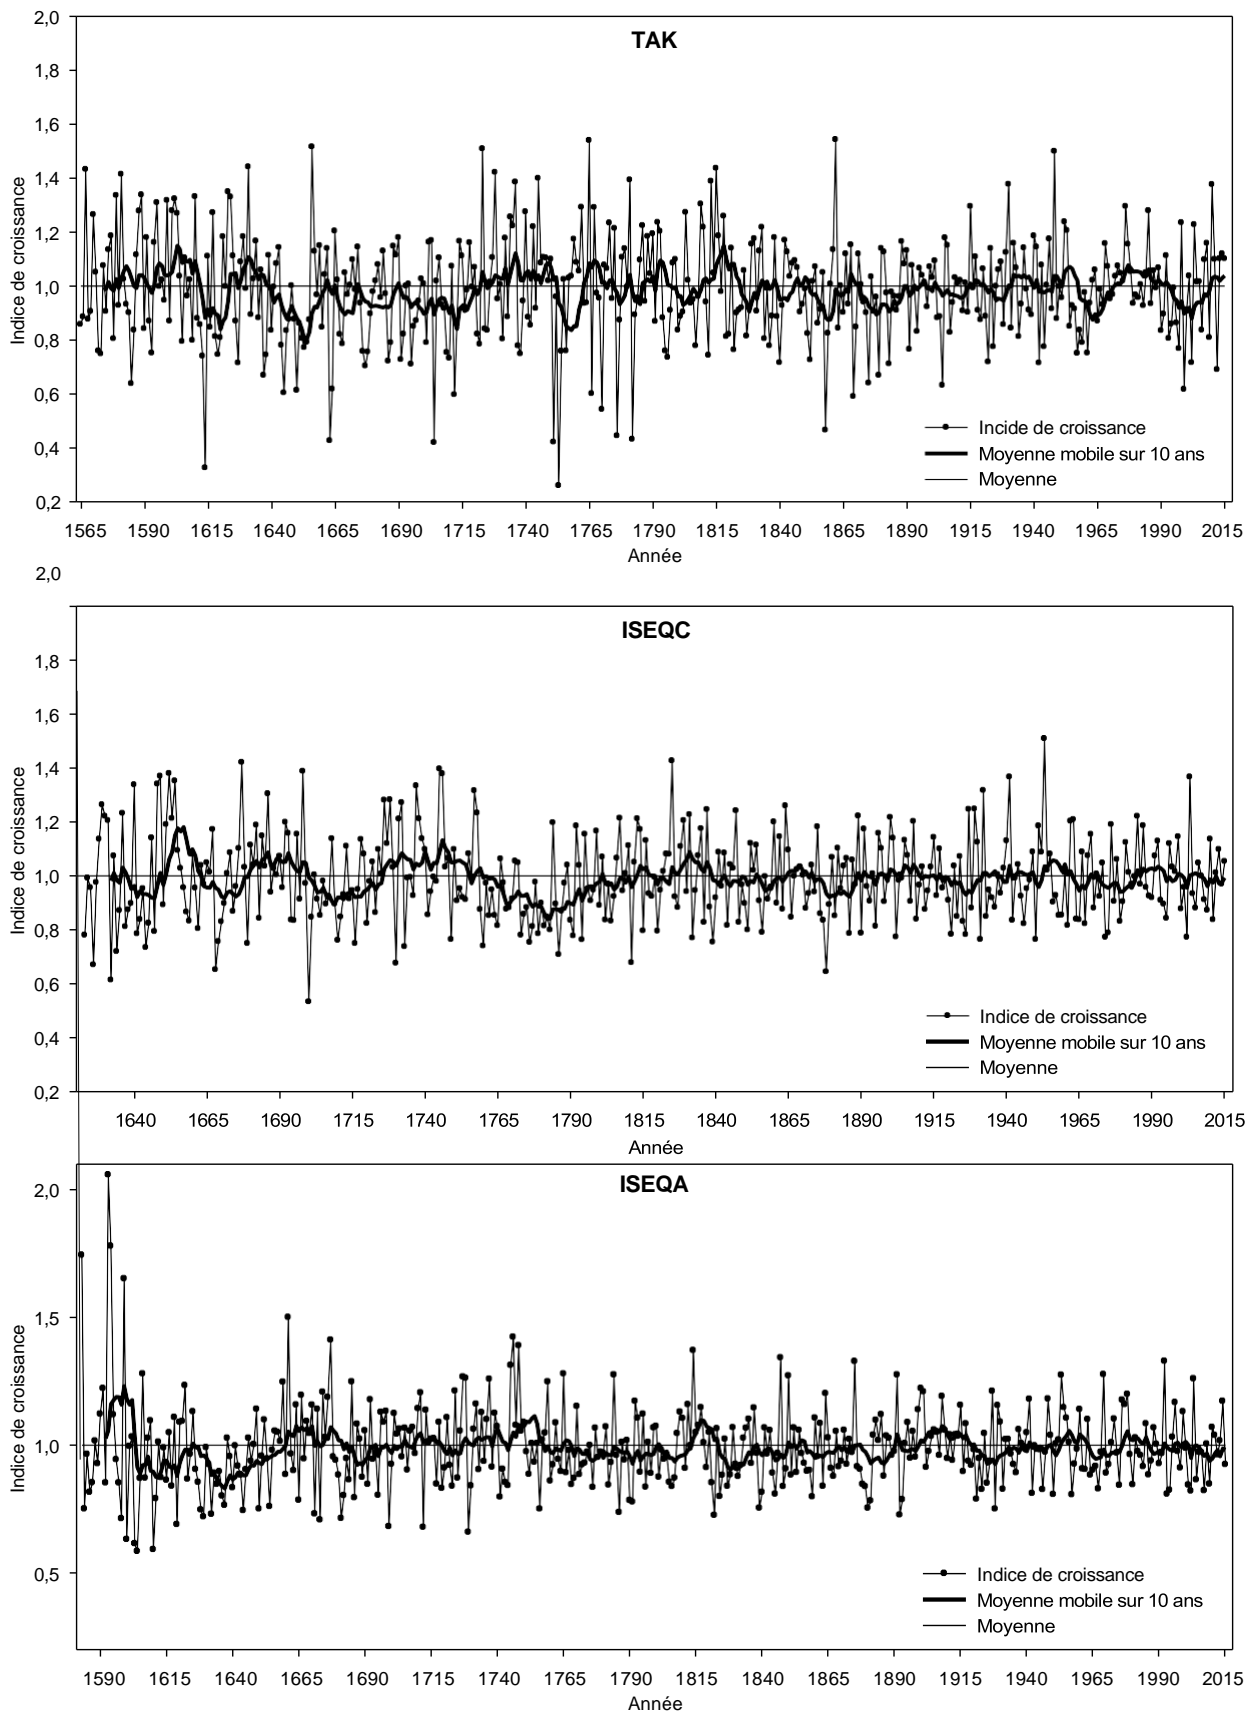 TAK
2,0
1,8
1,6
1,4
1,2
1,0
0,8
0,6
0,4
0,2
Indice de croissance
Incide de croissance
Moyenne mobile sur 10 ans
Moyenne
1565 1590 1615 1640 1665 1690 1715 1740 1765 1790 1815 1840 1865 1890 1915 1940 1965 1990 2015
Année
2,0
ISEQC
1,8
1,6
1,4
1,2
1,0
0,8
0,6
0,4
0,2
Indice de croissance
Indice de croissance
Moyenne mobile sur 10 ans
Moyenne
1640 1665 1690 1715 1740 1765 1790 1815 1840 1865 1890 1915 1940 1965 1990 2015
Année
ISEQA
2,0
1,5
1,0
0,5
Indice de croissance
Indice de croissance
Moyenne mobile sur 10 ans
Moyenne
1590 1615 1640 1665 1690 1715 1740 1765 1790 1815 1840 1865 1890 1915 1940 1965 1990 2015
Année